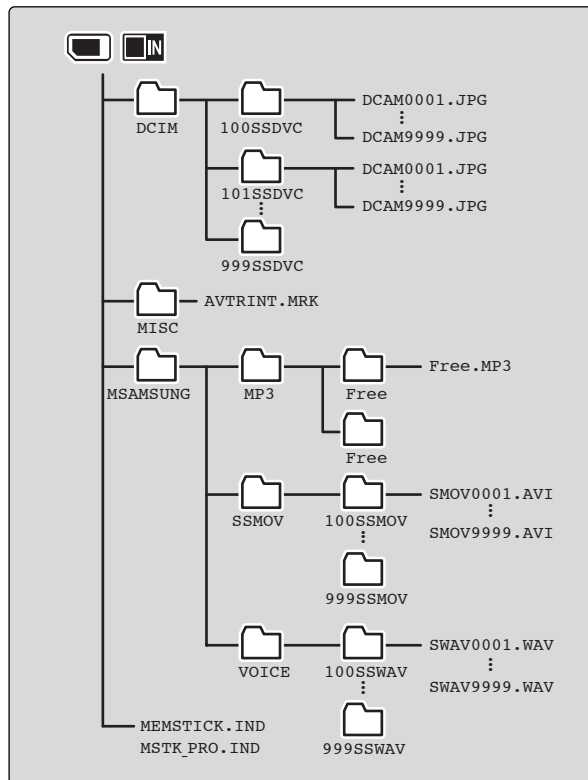 IN
DCIM
100SSDVC
DCAM0001.JPG
DCAM9999.JPG
101SSDVC
DCAM0001.JPG
DCAM9999.JPG
999SSDVC
MISC
AVTRINT.MRK
MSAMSUNG
MP3
Free
Free.MP3
Free
SSMOV
100SSMOV
SMOV0001.AVI
SMOV9999.AVI
999SSMOV
VOICE
100SSWAV
SWAV0001.WAV
SWAV9999.WAV
999SSWAV
MEMSTICK.IND
MSTK_PRO.IND